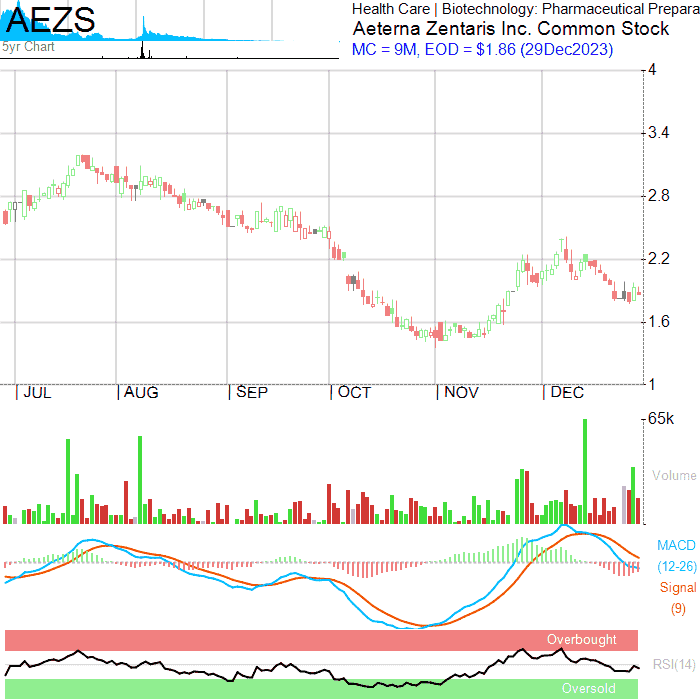 AEZS
5yr Chart
Health Care | Biotechnology: Pharmaceutical Prepara
Aeterna Zentaris Inc. Common Stock
MC = 9M, EOD = $1.86 (29Dec2023)
4
3.4
2.8
2.2
1.6
1
JUL AUG SEP OCT NOV DEC
65k
Volume
MACD
(12-26)
Signal
(9)
Overbought
RSI(14)
Oversold